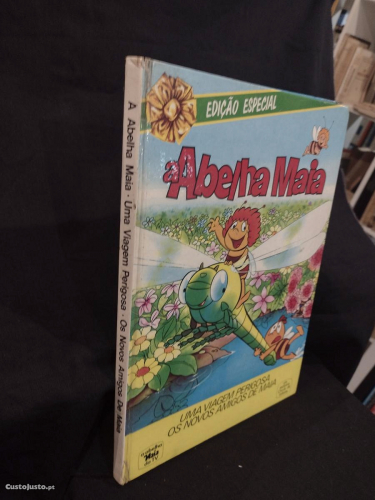 A Abelha Maia - Uma Viagem Perigosa - Os Novos Amigos De Maia
EDIÇÃO ESPECIAL
a Abelha Maia
UMA VIAGEM PERIGOSA
OS NOVOS AMIGOS DE MAIA
Maia
CustoJusto.pt